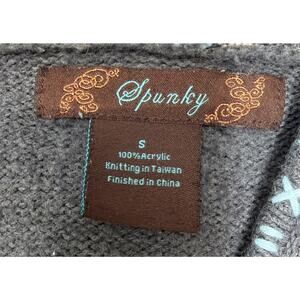 Spunky
S
100% Acrylic
Knitting in Taiwan
Finished in China